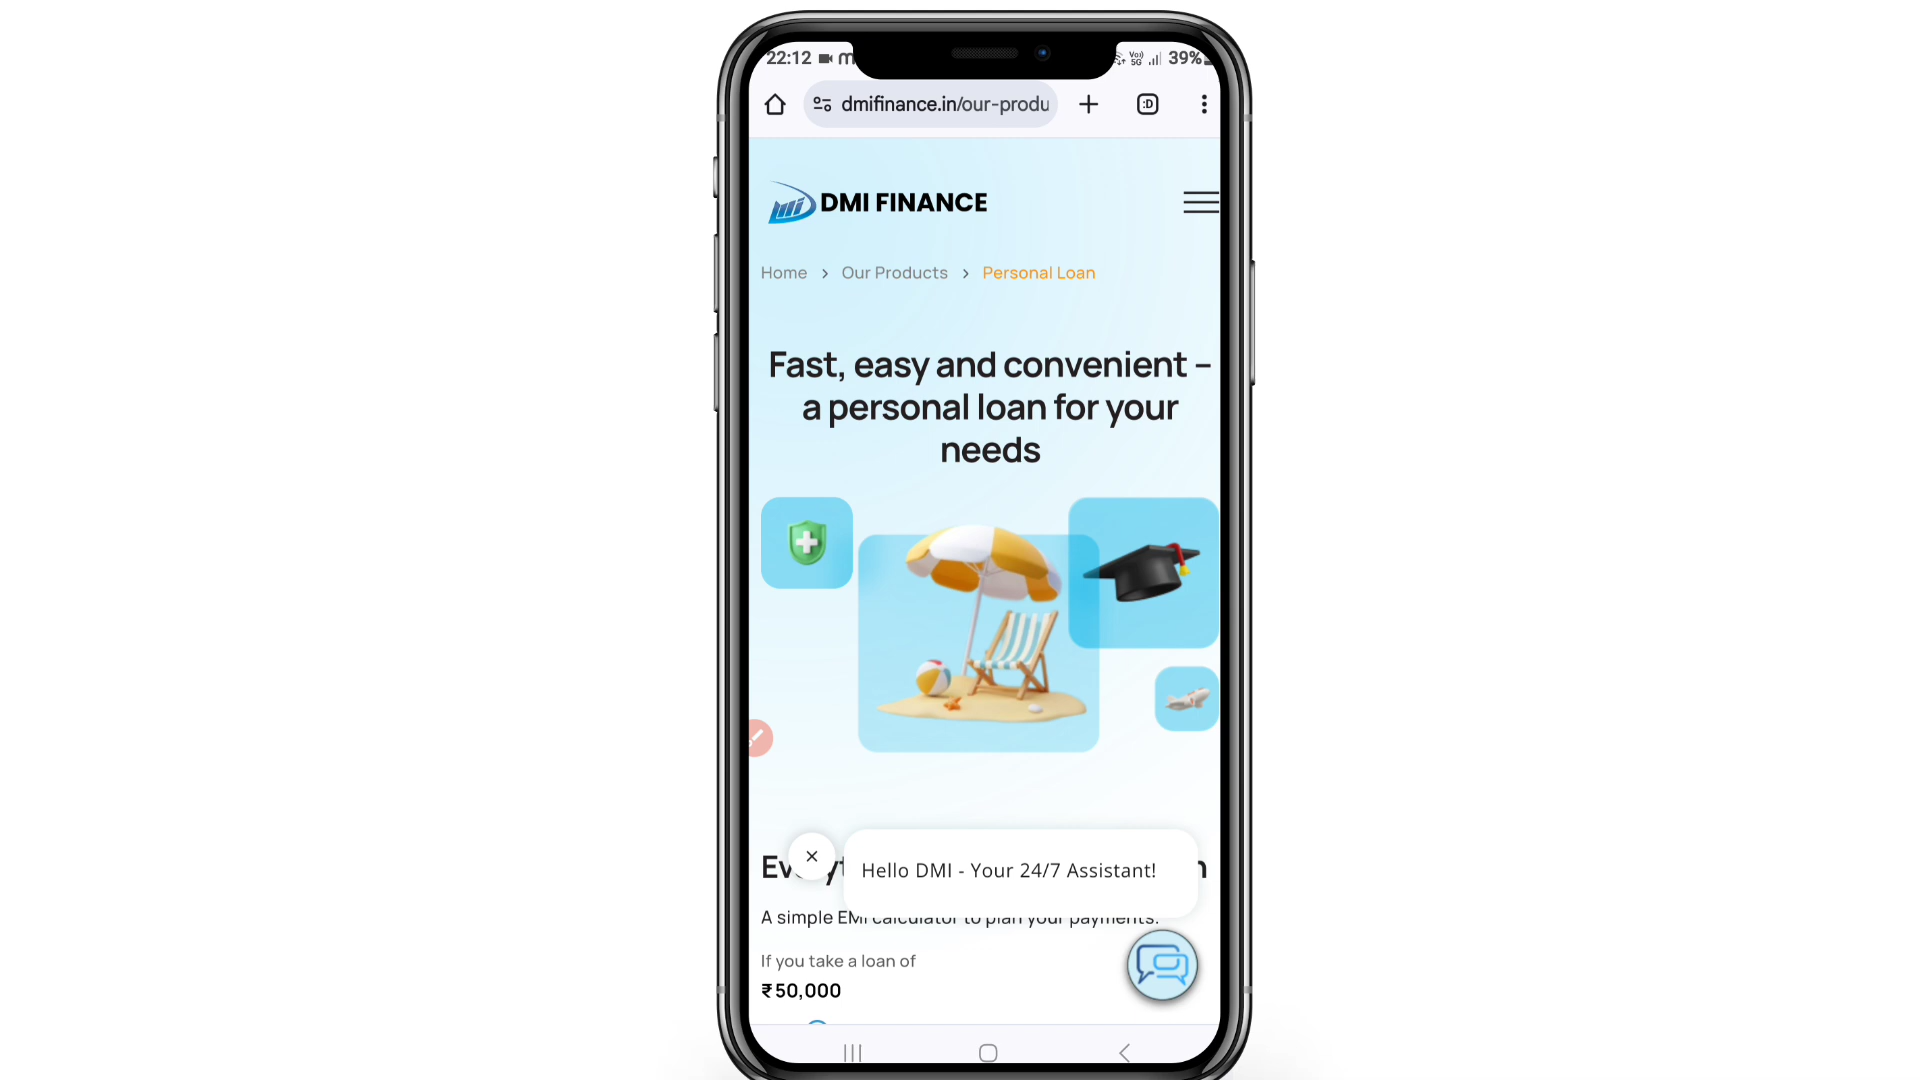 22:12
Vo))
5G
39%
dmifinance.in/our-produ
:D
DMI FINANCE
Home > Our Products > Personal Loan
Fast, easy and convenient –
a personal loan for your
needs
Hello DMI - Your 24/7 Assistant!
A simple EMI calculator to plan your payments.
If you take a loan of
₹50,000